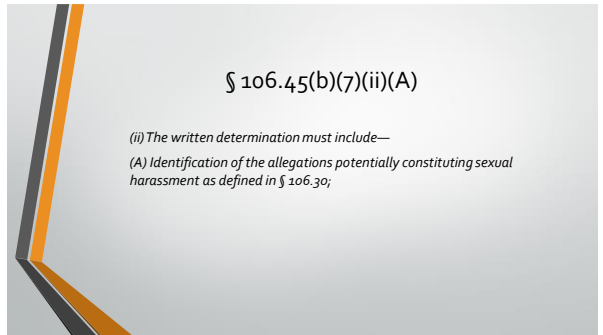 § 106.45(b)(7)(ii)(A)
(ii) The written determination must include—
(A) Identification of the allegations potentially constituting sexual
harassment as defined in § 106.30;